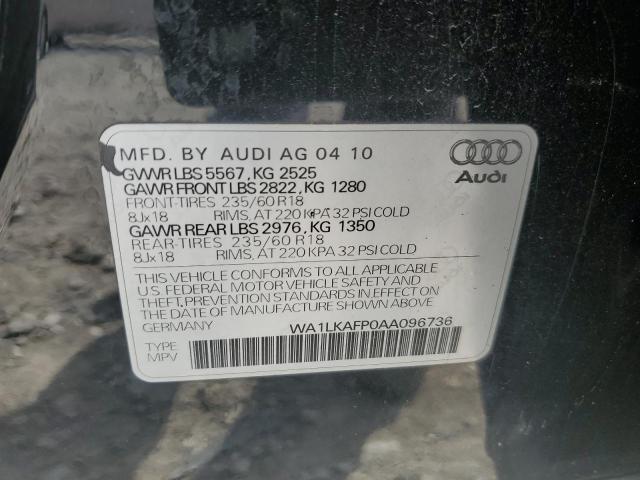 MFD. BY AUDI AG 04 10
GVWR LBS 5567, KG 2525
GAWR FRONT LBS 2822, KG 1280
FRONT-TIRES 235/60 R18
8Jx18 RIMS, AT 220 KPA 32 PSI COLD
GAWR REAR LBS 2976, KG 1350
REAR-TIRES 235/60 R18
8Jx18 RIMS, AT 220 KPA 32 PSI COLD
THIS VEHICLE CONFORMS TO ALL APPLICABLE
U.S. FEDERAL MOTOR VEHICLE SAFETY AND
THEFT, PREVENTION STANDARDS IN EFFECT ON
THE DATE OF MANUFACTURE SHOWN ABOVE.
GERMANY WA1LKAFP0AA096736
TYPE:
MPV
Audi